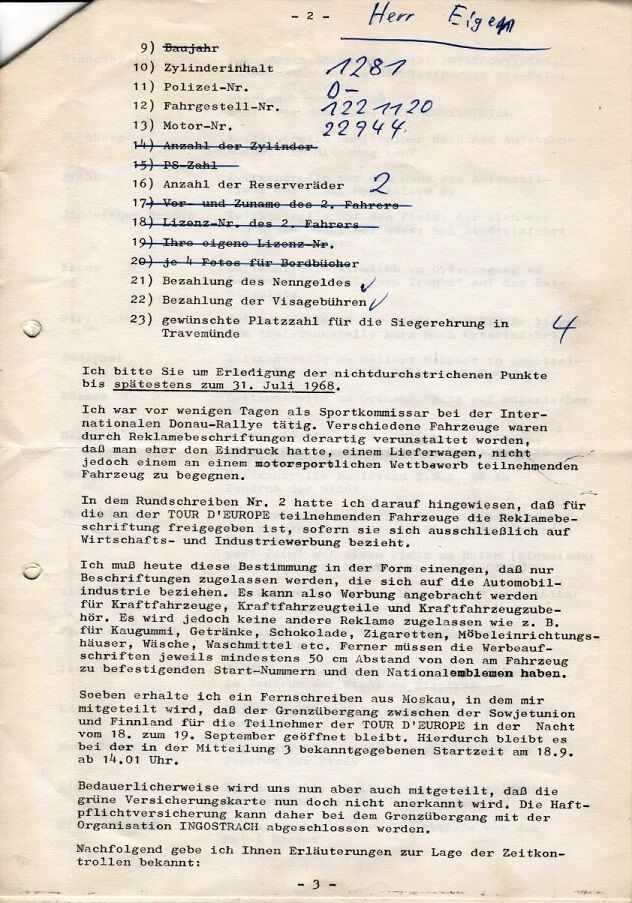 - 2 -
Herr Eigen
9) Baujahr
10) Zylinderinhalt 1281
11) Polizei-Nr. D-
12) Fahrgestell-Nr. 1221120
13) Motor-Nr. 22944
14) Anzahl der Zylinder
15) PS-Zahl
16) Anzahl der Reserveräder 2
17) Vor- und Zuname des 2. Fahrers
18) Lizenz-Nr. des 2. Fahrers
19) Ihre eigene Lizenz-Nr.
20) je 4 Fotos für Bordbücher
21) Bezahlung des Nenngeldes ✓
22) Bezahlung der Visagebühren ✓
23) gewünschte Platzzahl für die Siegerehrung in
Travemünde 4
Ich bitte Sie um Erledigung der nichtdurchstrichenen Punkte
bis spätestens zum 31. Juli 1968.
Ich war vor wenigen Tagen als Sportkommissar bei der Inter-
nationalen Donau-Rallye tätig. Verschiedene Fahrzeuge waren
durch Reklamebeschriftungen derartig verunstaltet worden,
daß man eher den Eindruck hatte, einem Lieferwagen, nicht
jedoch einem an einem motorsportlichen Wettbewerb teilnehmenden
Fahrzeug zu begegnen.
In dem Rundschreiben Nr. 2 hatte ich darauf hingewiesen, daß für
die an der TOUR D'EUROPE teilnehmenden Fahrzeuge die Reklamebe-
schriftung freigegeben ist, sofern sie sich ausschließlich auf
Wirtschafts- und Industriewerbung bezieht.
Ich muß heute diese Bestimmung in der Form einengen, daß nur
Beschriftungen zugelassen werden, die sich auf die Automobil-
industrie beziehen. Es kann also Werbung angebracht werden
für Kraftfahrzeuge, Kraftfahrzeugteile und Kraftfahrzeugzube-
hör. Es wird jedoch keine andere Reklame zugelassen wie z. B.
für Kaugummi, Getränke, Schokolade, Zigaretten, Möbeleinrichtungs-
häuser, Wäsche, Waschmittel etc. Ferner müssen die Werbeauf-
schriften jeweils mindestens 50 cm Abstand von den am Fahrzeug
zu befestigenden Start-Nummern und den Nationalemblemen haben.
Soeben erhalte ich ein Fernschreiben aus Moskau, in dem mir
mitgeteilt wird, daß der Grenzübergang zwischen der Sowjetunion
und Finnland für die Teilnehmer der TOUR D'EUROPE in der Nacht
vom 18. zum 19. September geöffnet bleibt. Hierdurch bleibt es
bei der in der Mitteilung 3 bekanntgegebenen Startzeit am 18.9.
ab 14.01 Uhr.
Bedauerlicherweise wird uns nun aber auch mitgeteilt, daß die
grüne Versicherungskarte nun doch nicht anerkannt wird. Die Haft-
pflichtversicherung kann daher bei dem Grenzübergang mit der
Organisation INGOSTRACH abgeschlossen werden.
Nachfolgend gebe ich Ihnen Erläuterungen zur Lage der Zeitkon-
trollen bekannt:
- 3 -